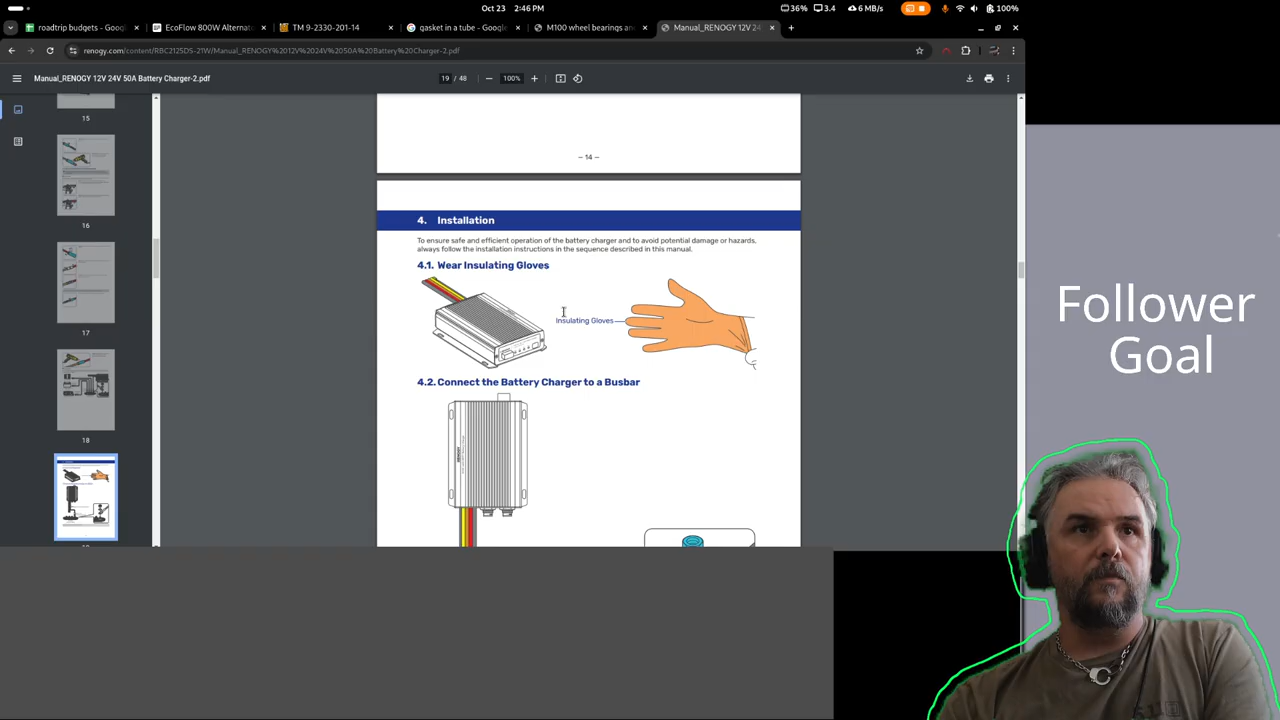 Oct 23 2:46 PM
36% 3.4 6 MB/s 100%
roadtrip budgets - Goog EcoFlow 800W Alternat TM 9-2330-201-14 gasket in a tube - Google M100 wheel bearings an Manual_RENOGY 12V 24
renogy.com/content/RBC2125DS-21W/Manual_RENOGY%2012V%2024V%2050A%20Battery%20Charger-2.pdf
Manual_RENOGY 12V 24V 50A Battery Charger-2.pdf 19 / 48 100%
15
16
17
18
– 14 –
4. Installation
To ensure safe and efficient operation of the battery charger and to avoid potential damage or hazards,
always follow the installation instructions in the sequence described in this manual.
4.1. Wear Insulating Gloves
Insulating Gloves
4.2. Connect the Battery Charger to a Busbar
RENOGY
Follower
Goal